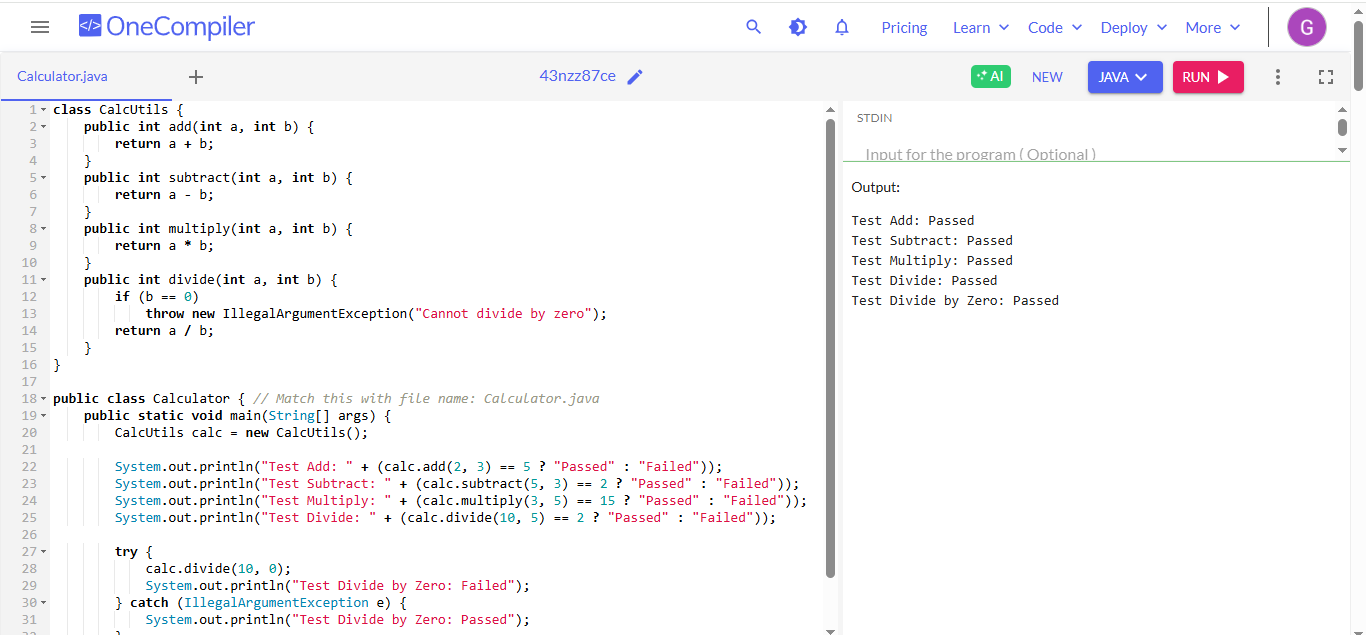 </> OneCompiler
Pricing Learn Code Deploy More G
Calculator.java + 43nzz87ce AI NEW JAVA RUN
1 class CalcUtils {
2     public int add(int a, int b) {
3         return a + b;
4     }
5     public int subtract(int a, int b) {
6         return a - b;
7     }
8     public int multiply(int a, int b) {
9         return a * b;
10     }
11     public int divide(int a, int b) {
12         if (b == 0)
13             throw new IllegalArgumentException("Cannot divide by zero");
14         return a / b;
15     }
16 }
17
18 public class Calculator { // Match this with file name: Calculator.java
19     public static void main(String[] args) {
20         CalcUtils calc = new CalcUtils();
21
22         System.out.println("Test Add: " + (calc.add(2, 3) == 5 ? "Passed" : "Failed"));
23         System.out.println("Test Subtract: " + (calc.subtract(5, 3) == 2 ? "Passed" : "Failed"));
24         System.out.println("Test Multiply: " + (calc.multiply(3, 5) == 15 ? "Passed" : "Failed"));
25         System.out.println("Test Divide: " + (calc.divide(10, 5) == 2 ? "Passed" : "Failed"));
26
27         try {
28             calc.divide(10, 0);
29             System.out.println("Test Divide by Zero: Failed");
30         } catch (IllegalArgumentException e) {
31             System.out.println("Test Divide by Zero: Passed");
32         }
STDIN
Input for the program ( Optional )
Output:
Test Add: Passed
Test Subtract: Passed
Test Multiply: Passed
Test Divide: Passed
Test Divide by Zero: Passed